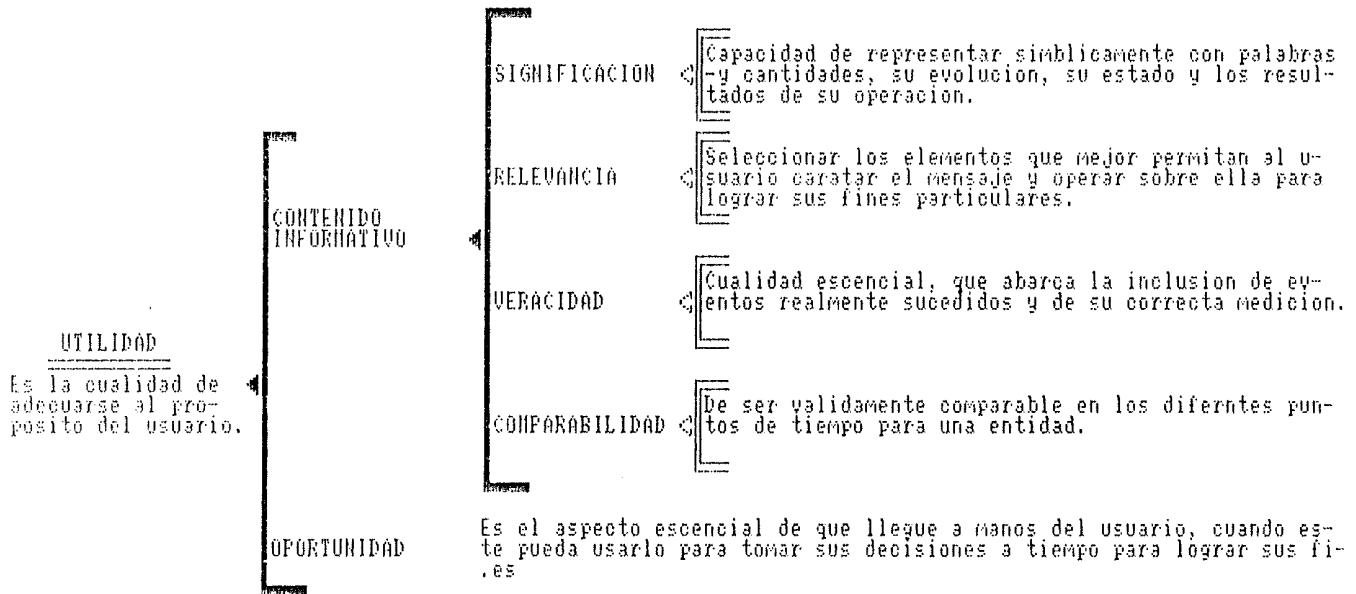 SIGNIFICACION
Capacidad de representar simblicamente con palabras
-y cantidades, su evolucion, su estado y los resul-
tados de su operacion.
RELEVANCIA
Seleccionar los elementos que mejor permitan al u-
suario caratar el mensaje y operar sobre ella para
lograr sus fines particulares.
CONTENIDO
INFORMATIVO
VERACIDAD
Cualidad escencial, que abarca la inclusion de ev-
entos realmente sucedidos y de su correcta medicion.
UTILIDAD
Es la cualidad de
adecuarse al pro-
posito del usuario.
COMPARABILIDAD
De ser validamente comparable en los diferntes pun-
tos de tiempo para una entidad.
OPORTUNIDAD
Es el aspecto escencial de que llegue a manos del usuario, cuando es-
te pueda usarlo para tomar sus decisiones a tiempo para lograr sus fi-
.es